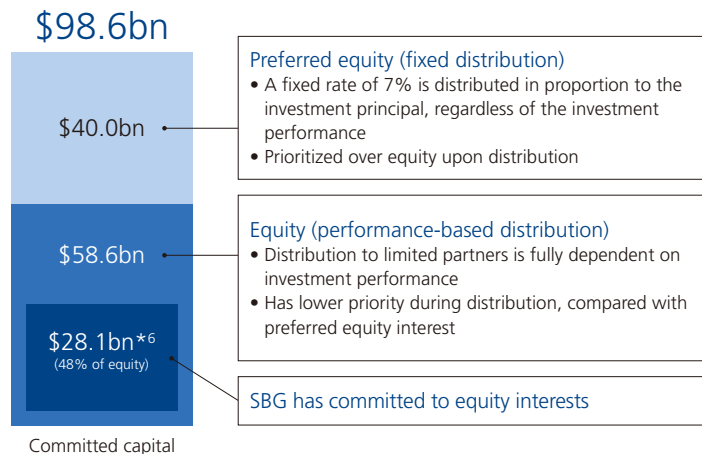 $98.6bn
$40.0bn
Preferred equity (fixed distribution)
• A fixed rate of 7% is distributed in proportion to the
investment principal, regardless of the investment
performance
• Prioritized over equity upon distribution
$58.6bn
Equity (performance-based distribution)
• Distribution to limited partners is fully dependent on
investment performance
• Has lower priority during distribution, compared with
preferred equity interest
$28.1bn*6
(48% of equity)
SBG has committed to equity interests
Committed capital